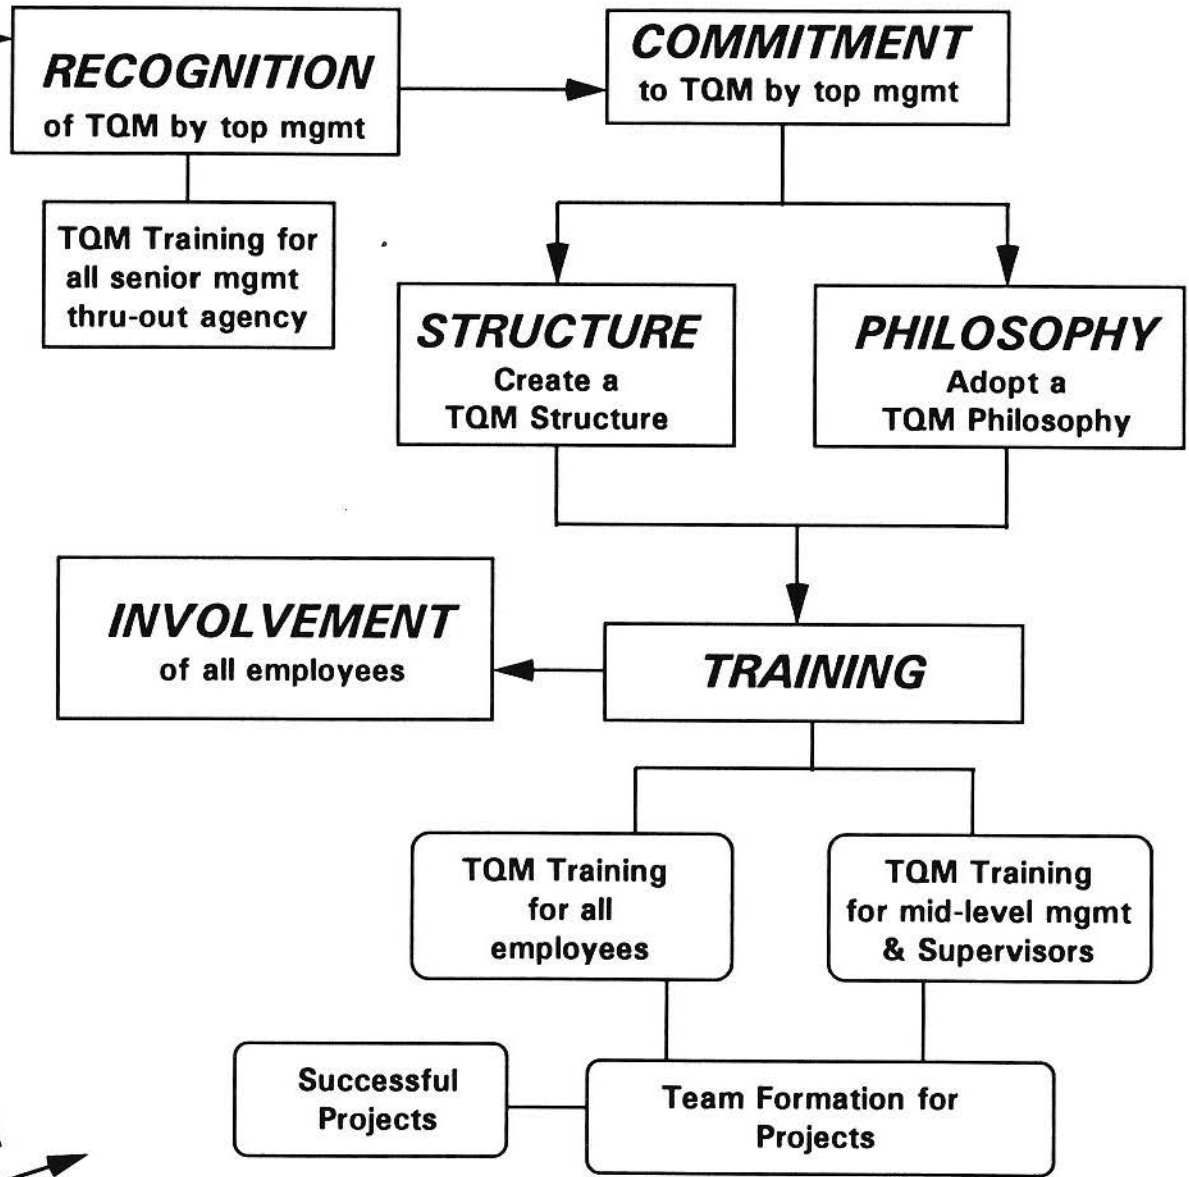 RECOGNITION
of TQM by top mgmt
COMMITMENT
to TQM by top mgmt
TQM Training for
all senior mgmt
thru-out agency
STRUCTURE
Create a
TQM Structure
PHILOSOPHY
Adopt a
TQM Philosophy
INVOLVEMENT
of all employees
TRAINING
TQM Training
for all
employees
TQM Training
for mid-level mgmt
& Supervisors
Successful
Projects
Team Formation for
Projects